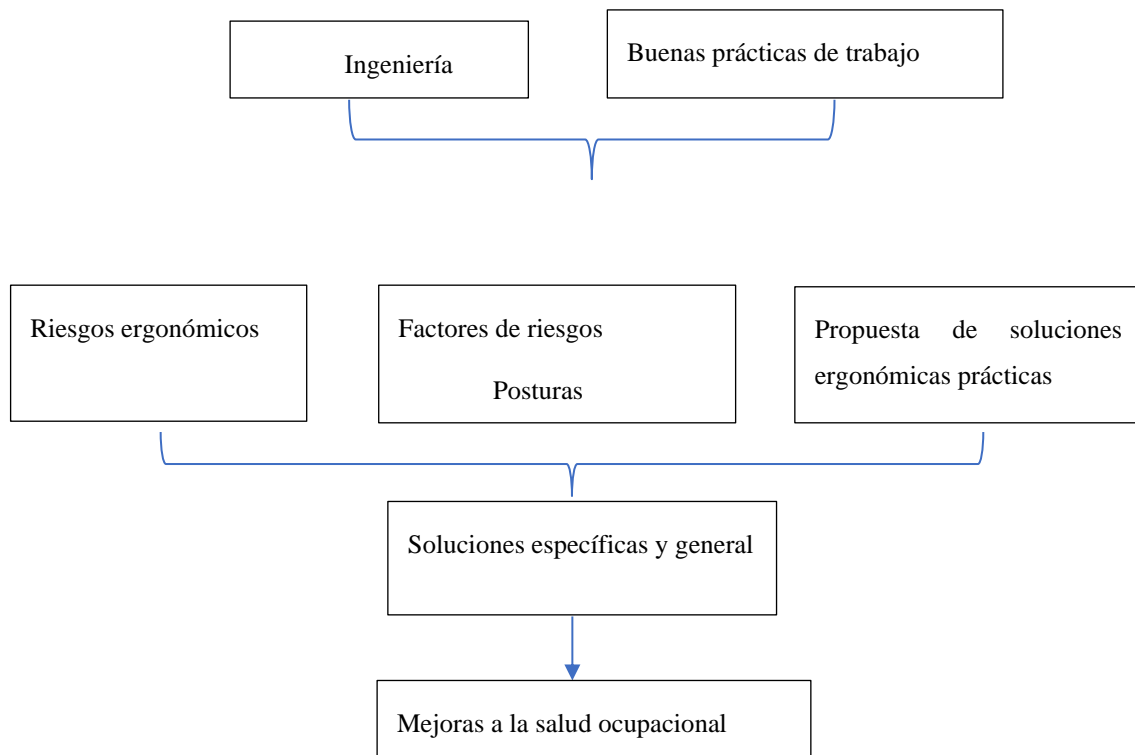 Ingeniería
Buenas prácticas de trabajo
Riesgos ergonómicos
Factores de riesgos
Posturas
Propuesta de soluciones
ergonómicas prácticas
Soluciones específicas y general
Mejoras a la salud ocupacional